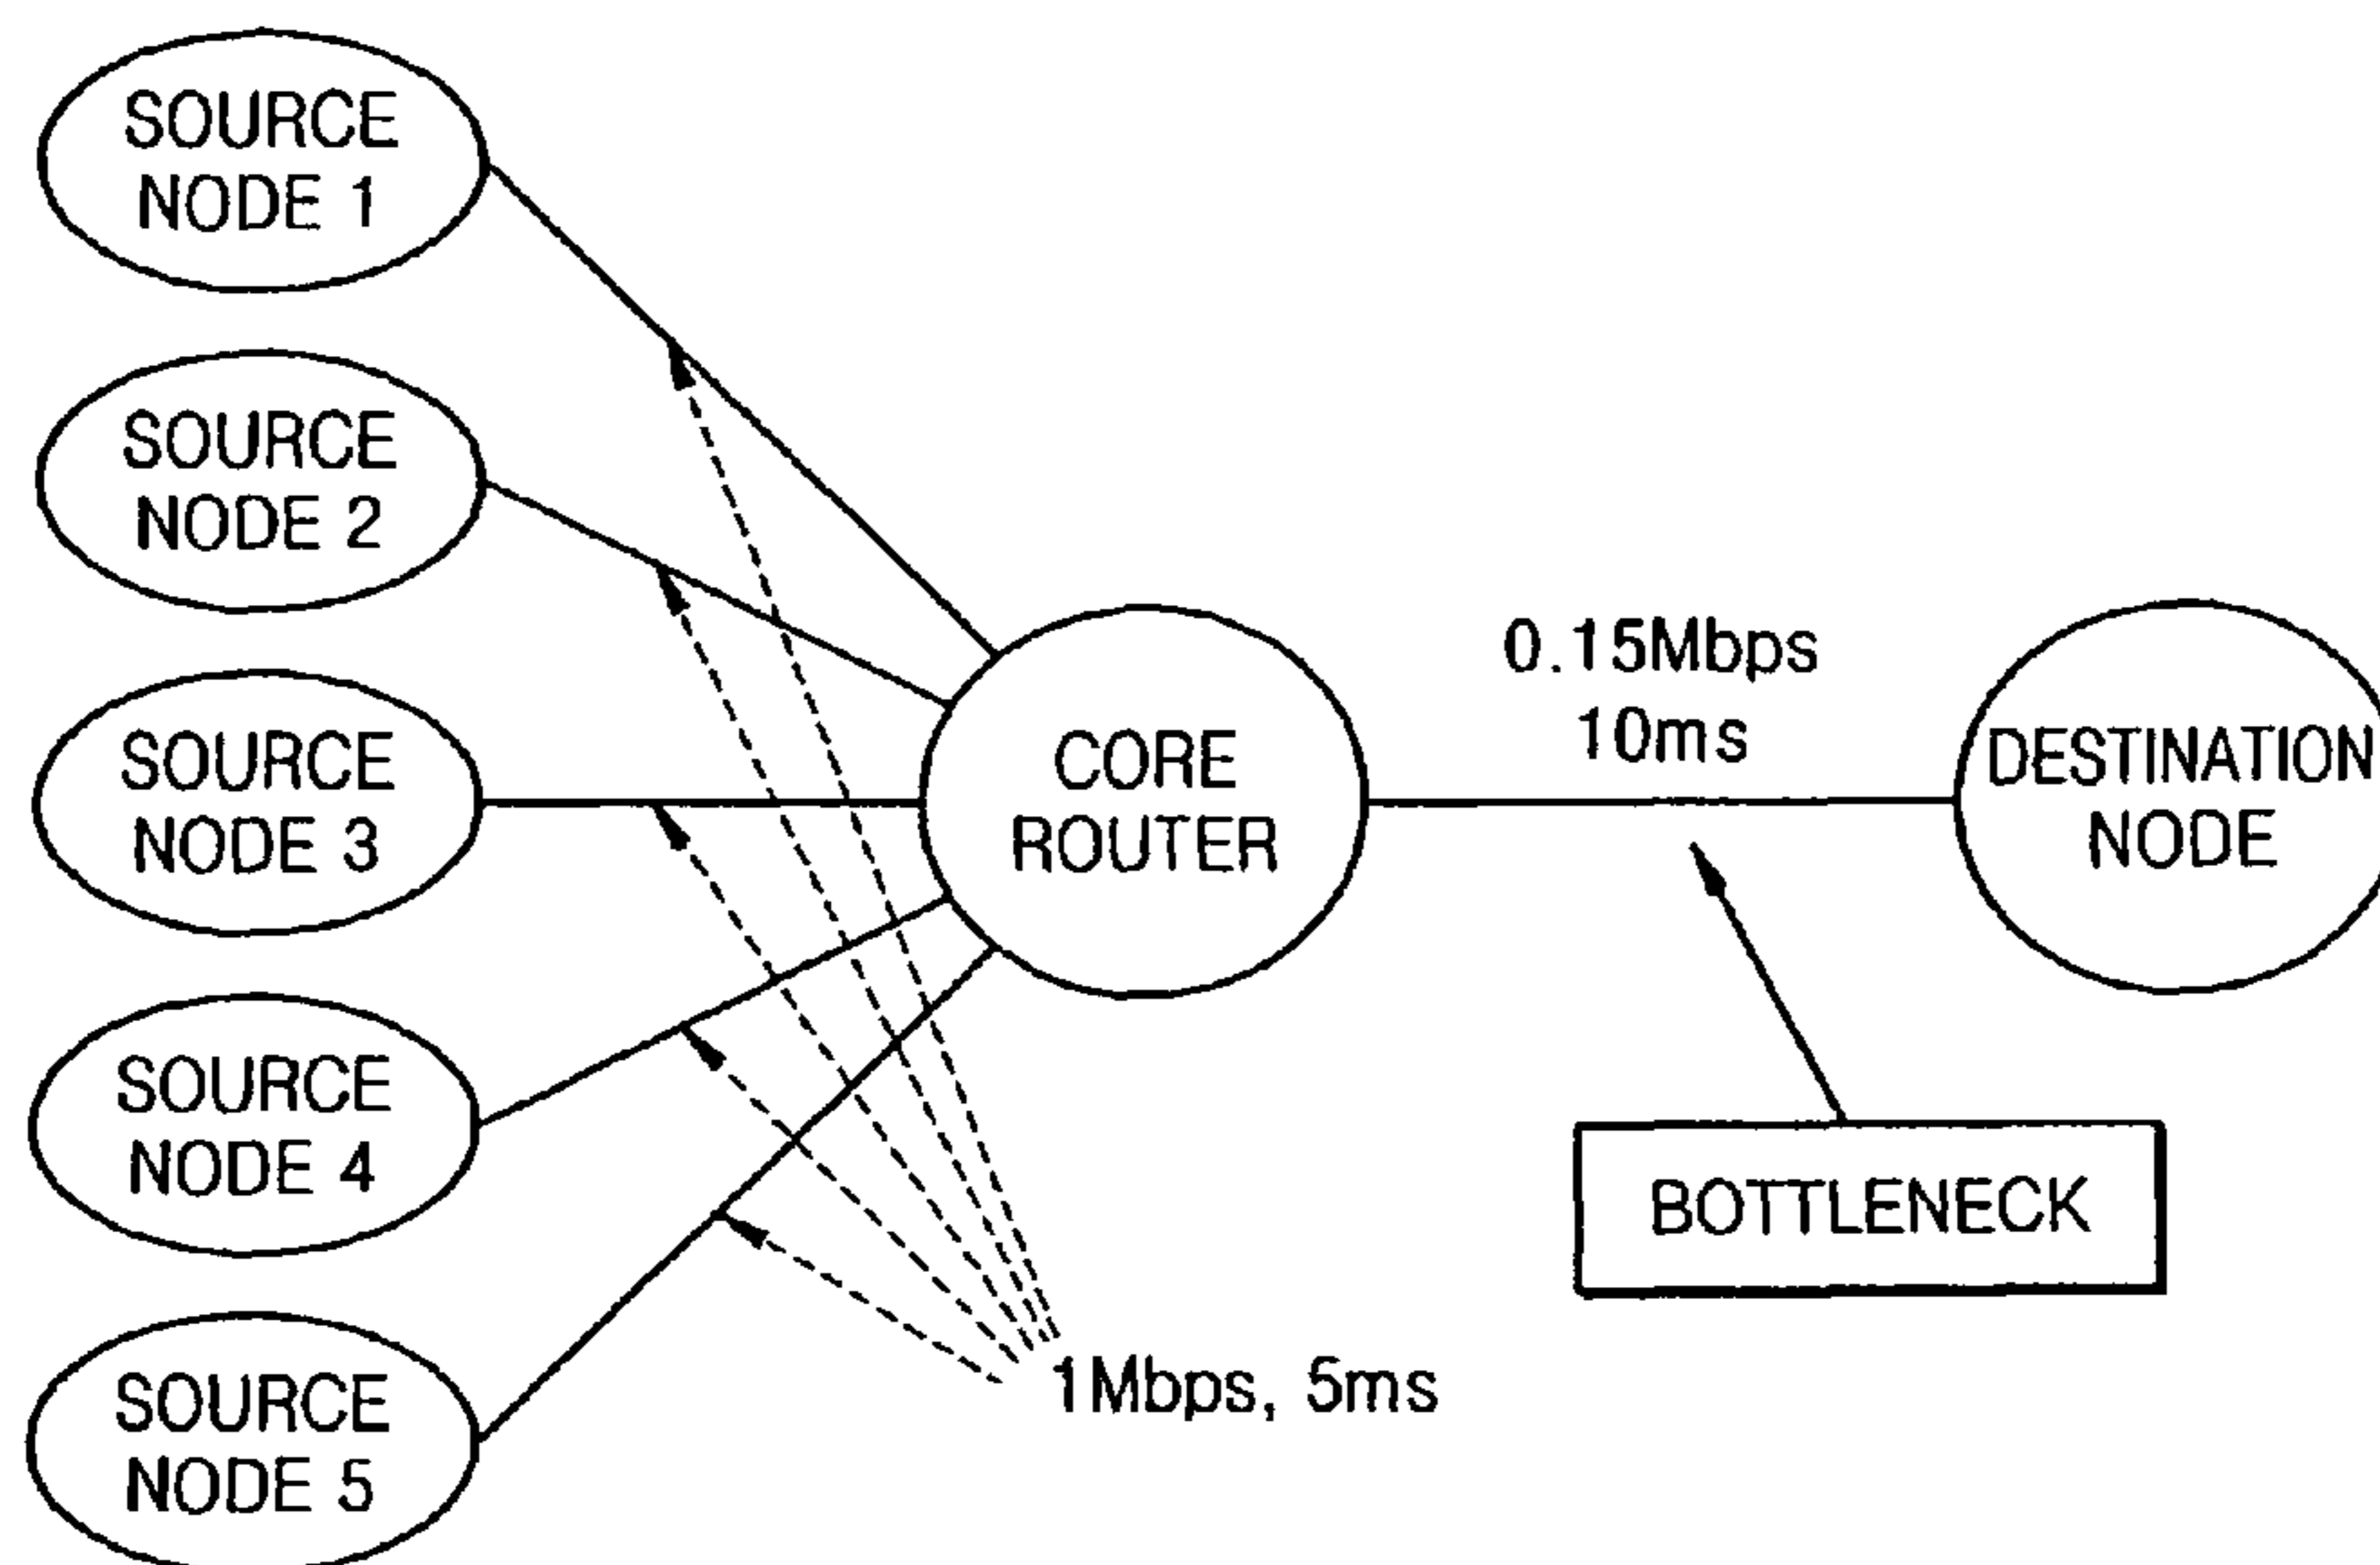 SOURCE
NODE 1
SOURCE
NODE 2
SOURCE
NODE 3
SOURCE
NODE 4
SOURCE
NODE 5
CORE
ROUTER
0.15Mbps
10ms
DESTINATION
NODE
BOTTLENECK
1Mbps, 5ms